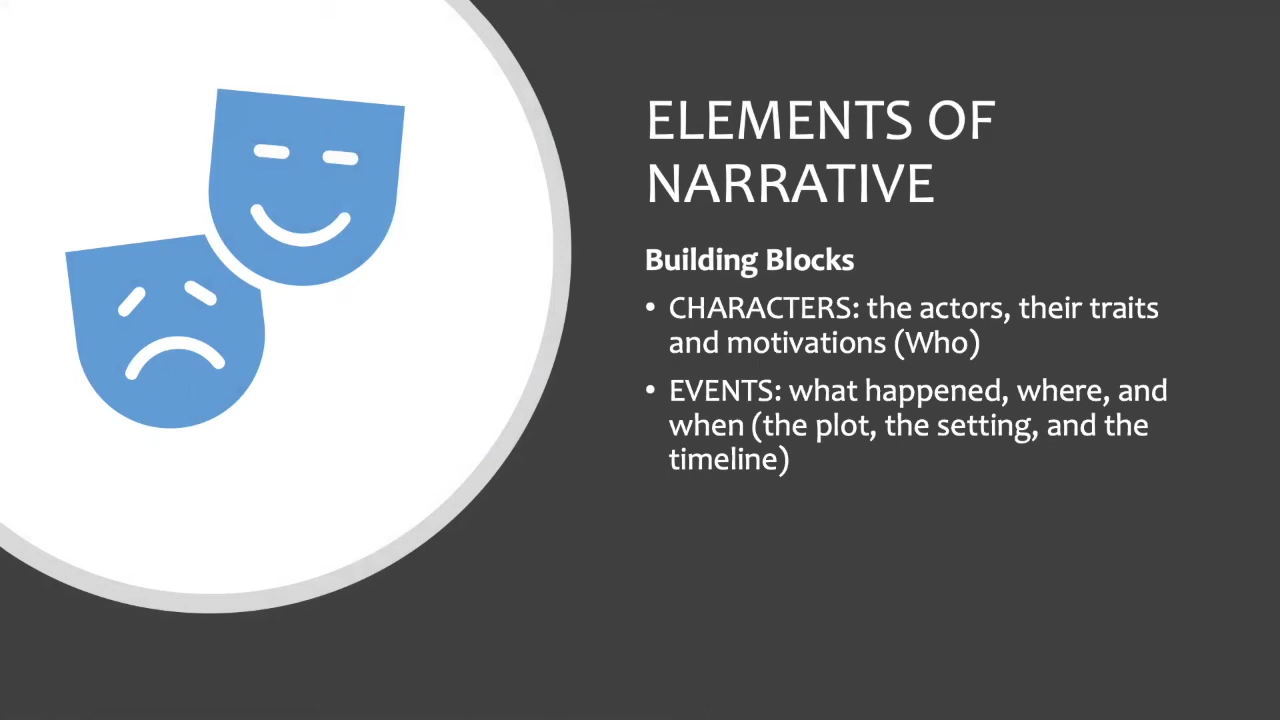 ELEMENTS OF
NARRATIVE
Building Blocks
• CHARACTERS: the actors, their traits
and motivations (Who)
• EVENTS: what happened, where, and
when (the plot, the setting, and the
timeline)